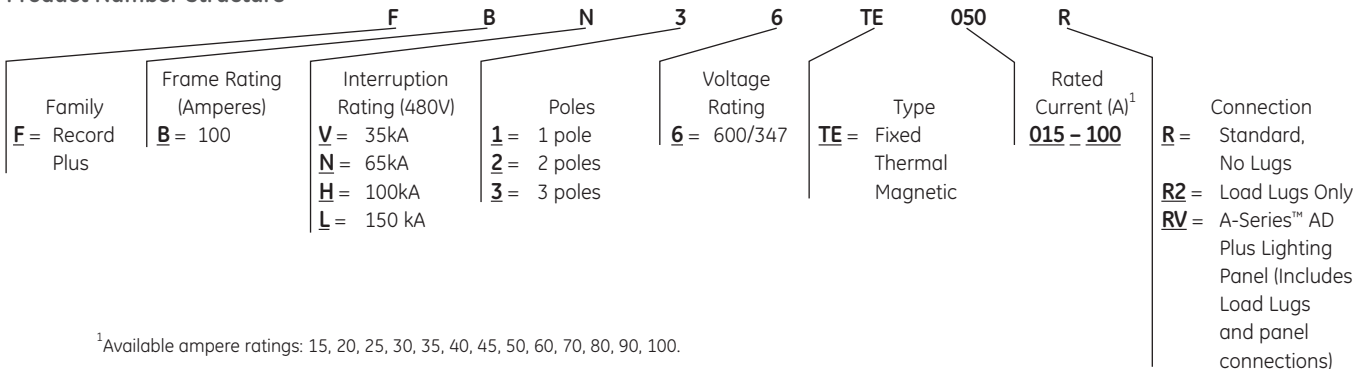 F B N 3 6 TE 050 R
Family
F = Record
Plus
Frame Rating
(Amperes)
B = 100
Interruption
Rating (480V)
V = 35kA
N = 65kA
H = 100kA
L = 150 kA
Poles
1 = 1 pole
2 = 2 poles
3 = 3 poles
Voltage
Rating
6 = 600/347
Type
TE = Fixed
Thermal
Magnetic
Rated
Current (A)1
015 – 100
Connection
R = Standard,
No Lugs
R2 = Load Lugs Only
RV = A-Series™ AD
Plus Lighting
Panel (Includes
Load Lugs
and panel
connections)
1Available ampere ratings: 15, 20, 25, 30, 35, 40, 45, 50, 60, 70, 80, 90, 100.